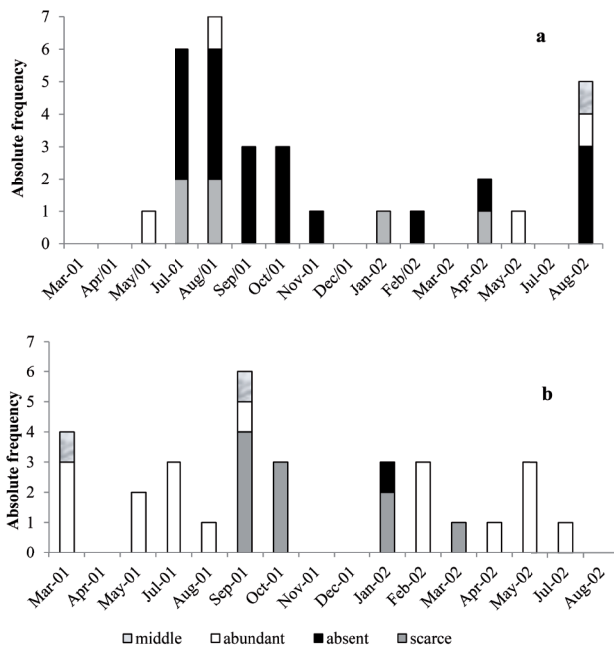 a
Absolute frequency
7
6
5
4
3
2
1
0
Mar-01
Apr/01
May/01
Jul-01
Aug/01
Sep/01
Oct/01
Nov-01
Dec/01
Jan-02
Feb/02
Mar-02
Apr-02
May-02
Jul-02
Aug-02
b
Absolute frequency
7
6
5
4
3
2
1
0
Mar-01
Apr-01
May-01
Jul-01
Aug-01
Sep-01
Oct-01
Nov-01
Dec-01
Jan-02
Feb-02
Mar-02
Apr-02
May-02
Jul-02
Aug-02
middle abundant absent scarce